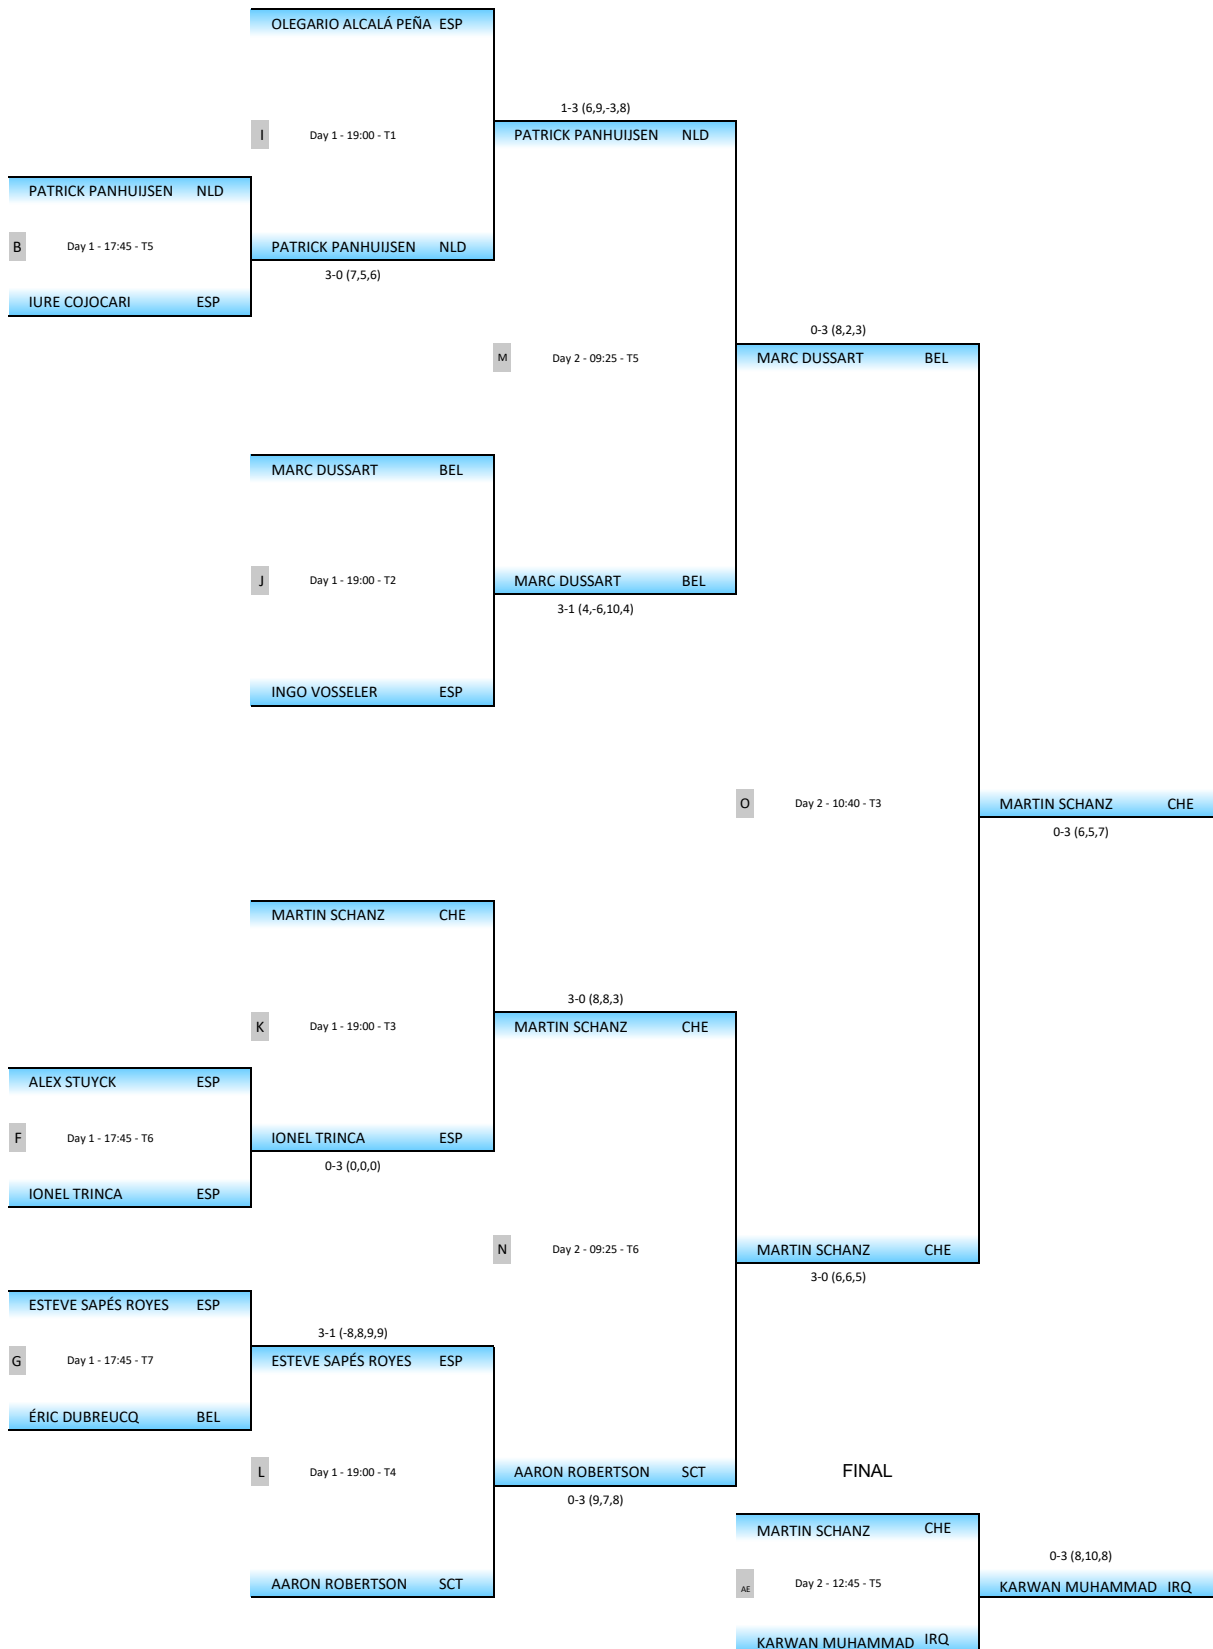 OLEGARIO ALCALÁ PEÑA ESP
1-3 (6,9,-3,8)
I Day 1 - 19:00 - T1
PATRICK PANHUIJSEN NLD
PATRICK PANHUIJSEN NLD
B Day 1 - 17:45 - T5
PATRICK PANHUIJSEN NLD
3-0 (7,5,6)
IURE COJOCARI ESP
0-3 (8,2,3)
M Day 2 - 09:25 - T5
MARC DUSSART BEL
MARC DUSSART BEL
J Day 1 - 19:00 - T2
MARC DUSSART BEL
3-1 (4,-6,10,4)
INGO VOSSELER ESP
O Day 2 - 10:40 - T3
MARTIN SCHANZ CHE
0-3 (6,5,7)
MARTIN SCHANZ CHE
3-0 (8,8,3)
K Day 1 - 19:00 - T3
MARTIN SCHANZ CHE
ALEX STUYCK ESP
F Day 1 - 17:45 - T6
IONEL TRINCA ESP
0-3 (0,0,0)
IONEL TRINCA ESP
N Day 2 - 09:25 - T6
MARTIN SCHANZ CHE
3-0 (6,6,5)
ESTEVE SAPÉS ROYES ESP
3-1 (-8,8,9,9)
G Day 1 - 17:45 - T7
ESTEVE SAPÉS ROYES ESP
ÉRIC DUBREUCQ BEL
L Day 1 - 19:00 - T4
AARON ROBERTSON SCT
0-3 (9,7,8)
FINAL
MARTIN SCHANZ CHE
0-3 (8,10,8)
AARON ROBERTSON SCT
AE Day 2 - 12:45 - T5
KARWAN MUHAMMAD IRQ
KARWAN MUHAMMAD IRQ